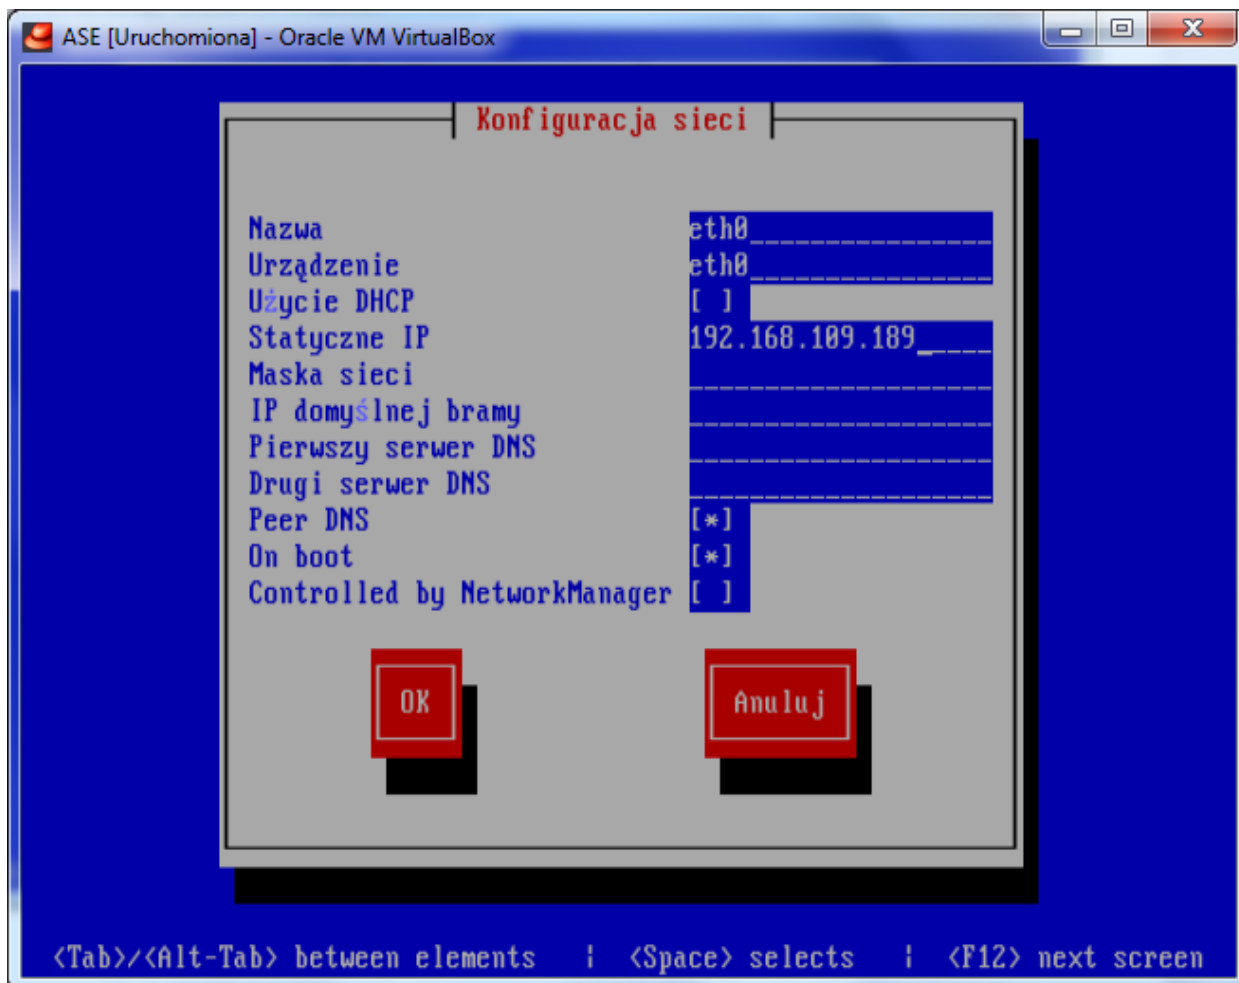 ASE [Uruchomiona] - Oracle VM VirtualBox
Konfiguracja sieci
Nazwa eth0
Urządzenie eth0
Użycie DHCP [ ]
Statyczne IP 192.168.109.189
Maska sieci
IP domyślnej bramy
Pierwszy serwer DNS
Drugi serwer DNS
Peer DNS [*]
On boot [*]
Controlled by NetworkManager [ ]
OK Anuluj
<Tab>/<Alt-Tab> between elements | <Space> selects | <F12> next screen